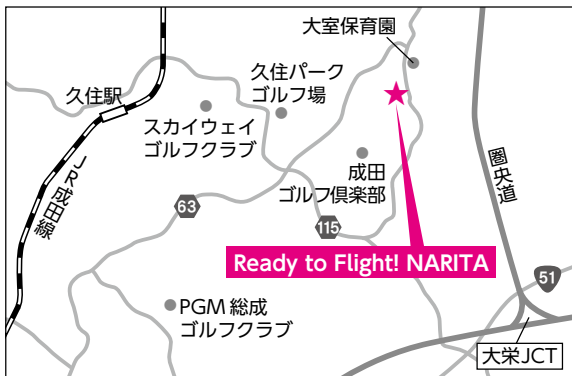 大室保育園
久住パーク
ゴルフ場
久住駅
スカイウェイ
ゴルフクラブ
JR成田線
成田
ゴルフ倶楽部
圏央道
63
115
Ready to Flight! NARITA
51
PGM 総成
ゴルフクラブ
大栄JCT